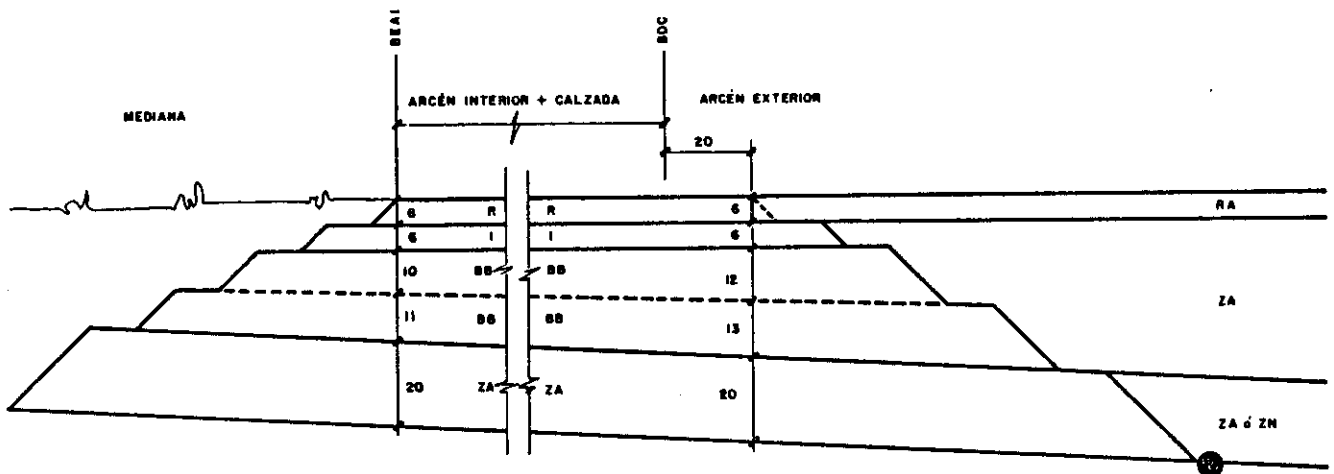 BEAI
BDC
MEDIANA
ARCÉN INTERIOR + CALZADA
ARCÉN EXTERIOR
20
6 R R 6 RA
6 I I 6
10 BB BB 12
ZA
11 BB BB 13
20 ZA ZA 20
ZA ó ZN